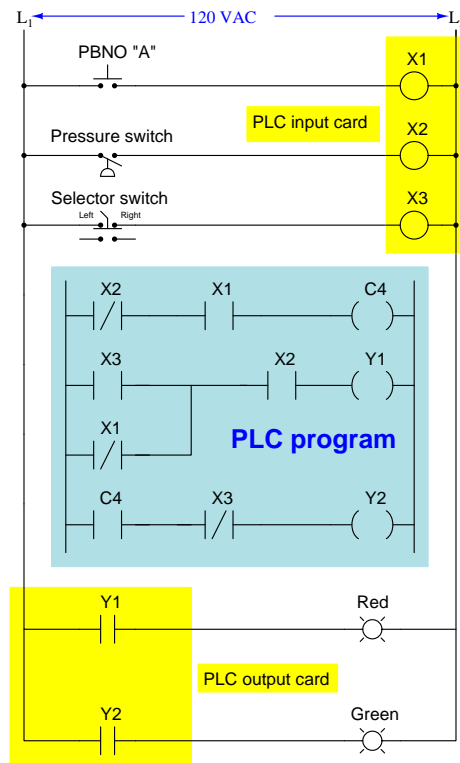 L1 120 VAC L
PBNO "A"
X1
PLC input card
X2
Pressure switch
X3
Selector switch
Left Right
X2 X1 C4
X3 X2 Y1
X1
PLC program
C4 X3 Y2
Y1 Red
PLC output card
Y2 Green